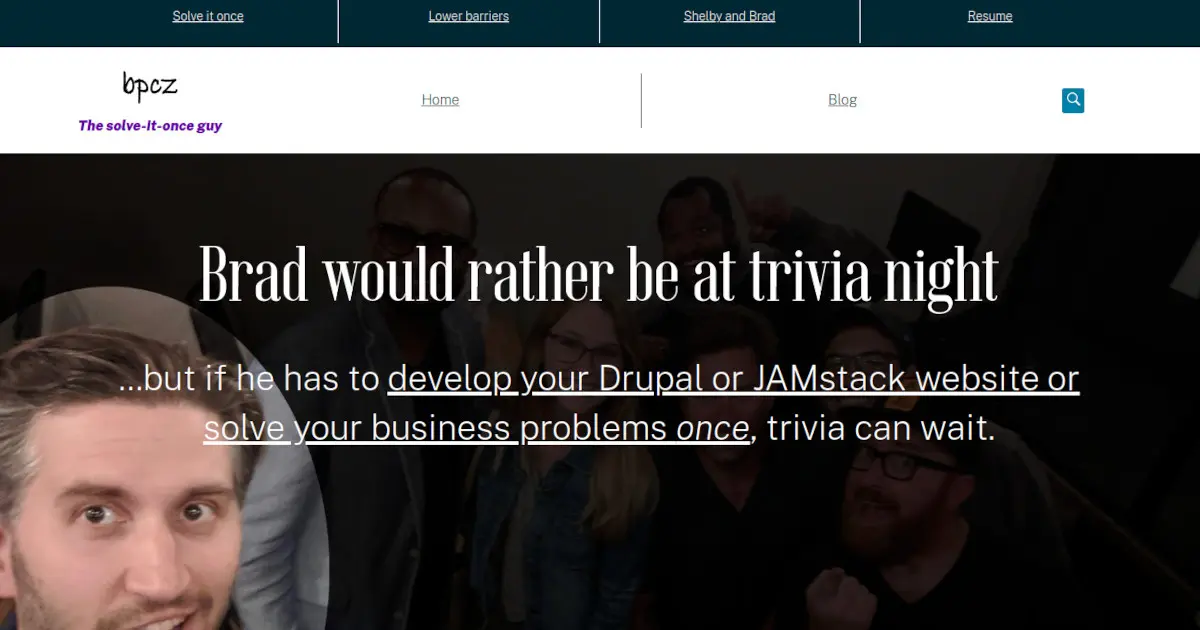 Solve it once
Lower barriers
Shelby and Brad
Resume
bpcz
The solve-it-once guy
Home
Blog
Brad would rather be at trivia night
...but if he has to develop your Drupal or JAMstack website or
solve your business problems once, trivia can wait.